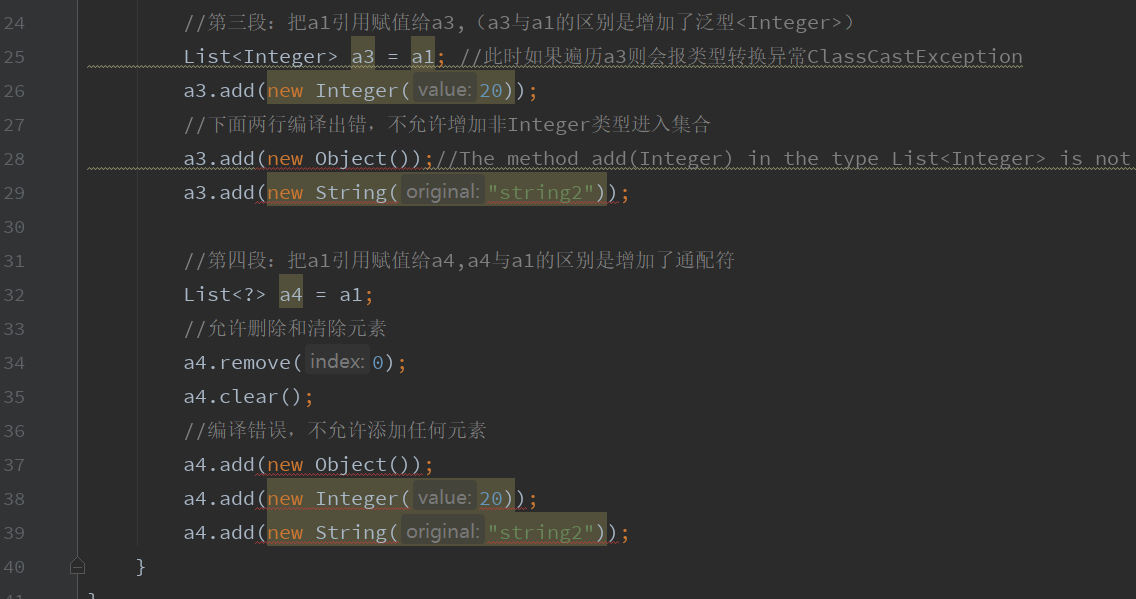 24 //第三段：把a1引用赋值给a3,（a3与a1的区别是增加了泛型<Integer>）
25 List<Integer> a3 = a1; //此时如果遍历a3则会报类型转换异常ClassCastException
26 a3.add(new Integer( value: 20));
27 //下面两行编译出错，不允许增加非Integer类型进入集合
28 a3.add(new Object());//The method add(Integer) in the type List<Integer> is not
29 a3.add(new String( original: "string2"));
30
31 //第四段：把a1引用赋值给a4,a4与a1的区别是增加了通配符
32 List<?> a4 = a1;
33 //允许删除和清除元素
34 a4.remove( index: 0);
35 a4.clear();
36 //编译错误，不允许添加任何元素
37 a4.add(new Object());
38 a4.add(new Integer( value: 20));
39 a4.add(new String( original: "string2"));
40 }